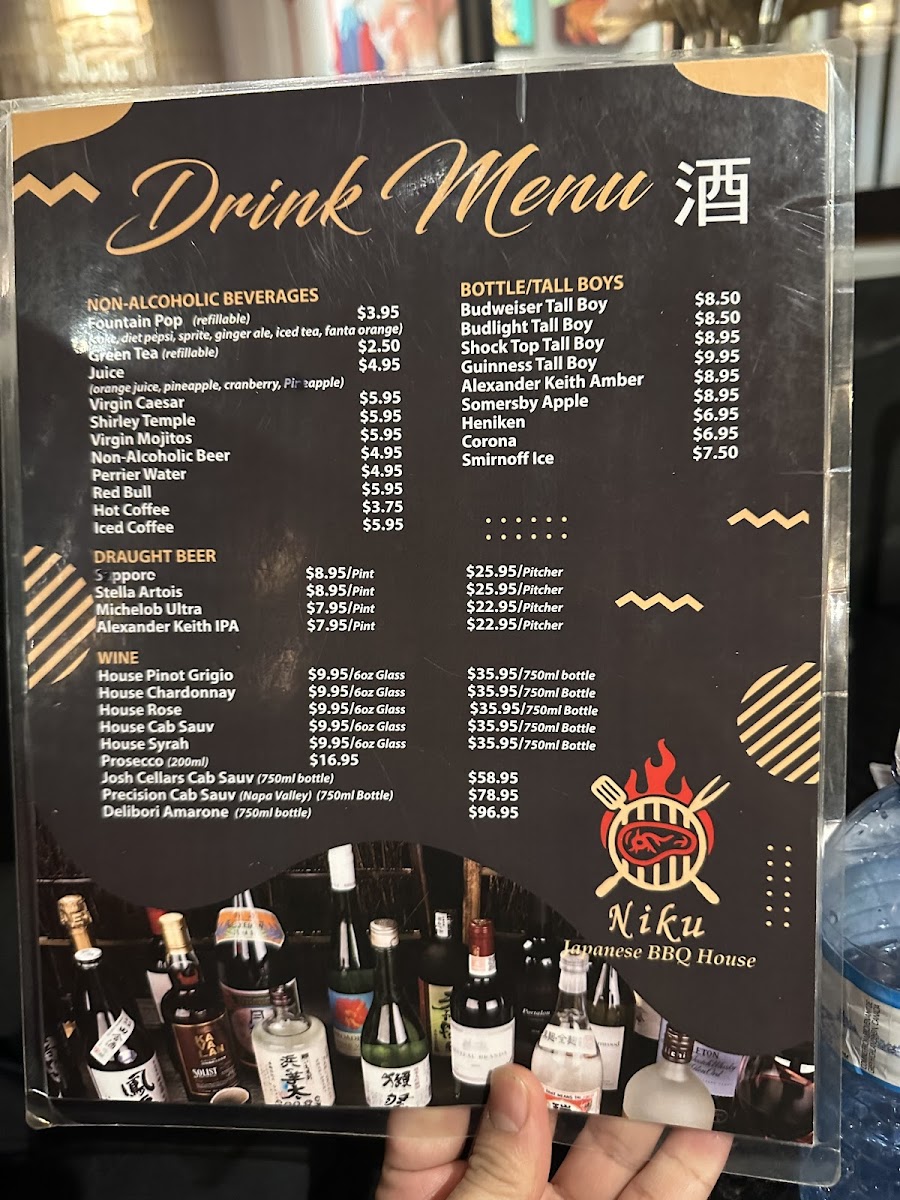 Drink Menu 酒
NON-ALCOHOLIC BEVERAGES
Fountain Pop (refillable) $3.95
(coke, diet pepsi, sprite, ginger ale, iced tea, fanta orange)
Green Tea (refillable) $2.50
Juice $4.95
(orange juice, pineapple, cranberry, Pineapple)
Virgin Caesar $5.95
Shirley Temple $5.95
Virgin Mojitos $5.95
Non-Alcoholic Beer $4.95
Perrier Water $4.95
Red Bull $5.95
Hot Coffee $3.75
Iced Coffee $5.95
BOTTLE/TALL BOYS
Budweiser Tall Boy $8.50
Budlight Tall Boy $8.50
Shock Top Tall Boy $8.95
Guinness Tall Boy $9.95
Alexander Keith Amber $8.95
Somersby Apple $8.95
Heniken $6.95
Corona $6.95
Smirnoff Ice $7.50
DRAUGHT BEER
Sapporo $8.95/Pint $25.95/Pitcher
Stella Artois $8.95/Pint $25.95/Pitcher
Michelob Ultra $7.95/Pint $22.95/Pitcher
Alexander Keith IPA $7.95/Pint $22.95/Pitcher
WINE
House Pinot Grigio $9.95/6oz Glass $35.95/750ml bottle
House Chardonnay $9.95/6oz Glass $35.95/750ml Bottle
House Rose $9.95/6oz Glass $35.95/750ml Bottle
House Cab Sauv $9.95/6oz Glass $35.95/750ml Bottle
House Syrah $9.95/6oz Glass $35.95/750ml Bottle
Prosecco (200ml) $16.95
Josh Cellars Cab Sauv (750ml bottle) $58.95
Precision Cab Sauv (Napa Valley) (750ml Bottle) $78.95
Delibori Amarone (750ml bottle) $96.95
Niku
Japanese BBQ House
KAVALAN
SOLIST